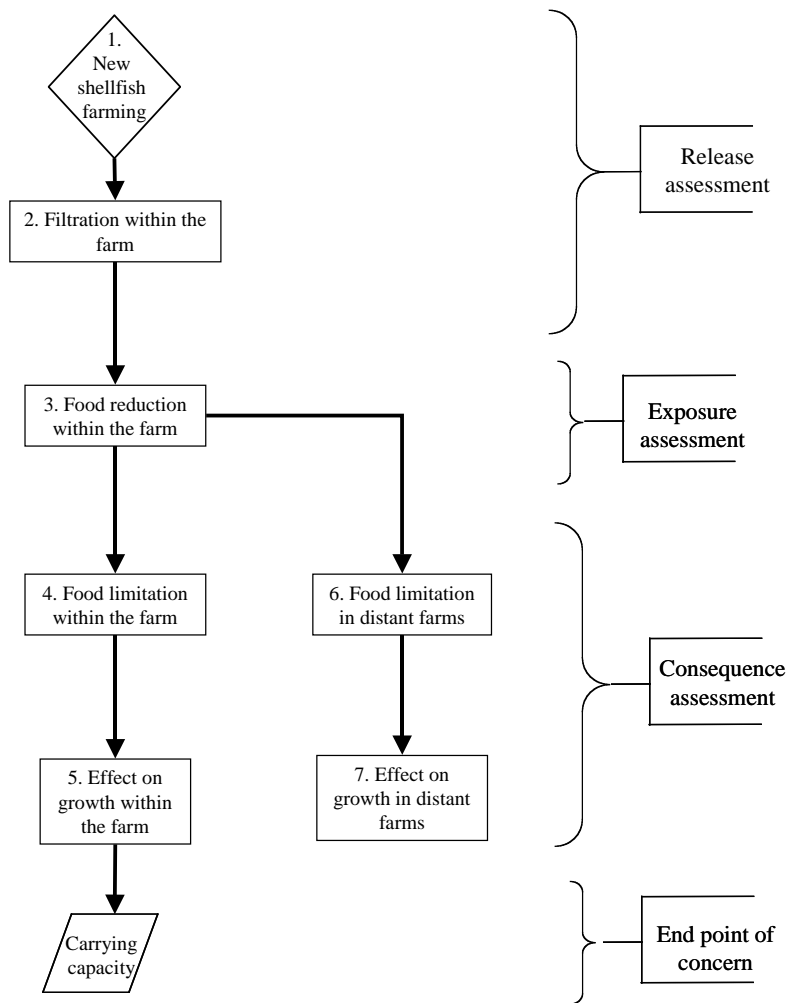 1.
New
shellfish
farming
2. Filtration within the
farm
3. Food reduction
within the farm
4. Food limitation
within the farm
6. Food limitation
in distant farms
5. Effect on
growth within
the farm
7. Effect on
growth in distant
farms
Carrying
capacity
Release
assessment
Exposure
assessment
Consequence
assessment
End point of
concern